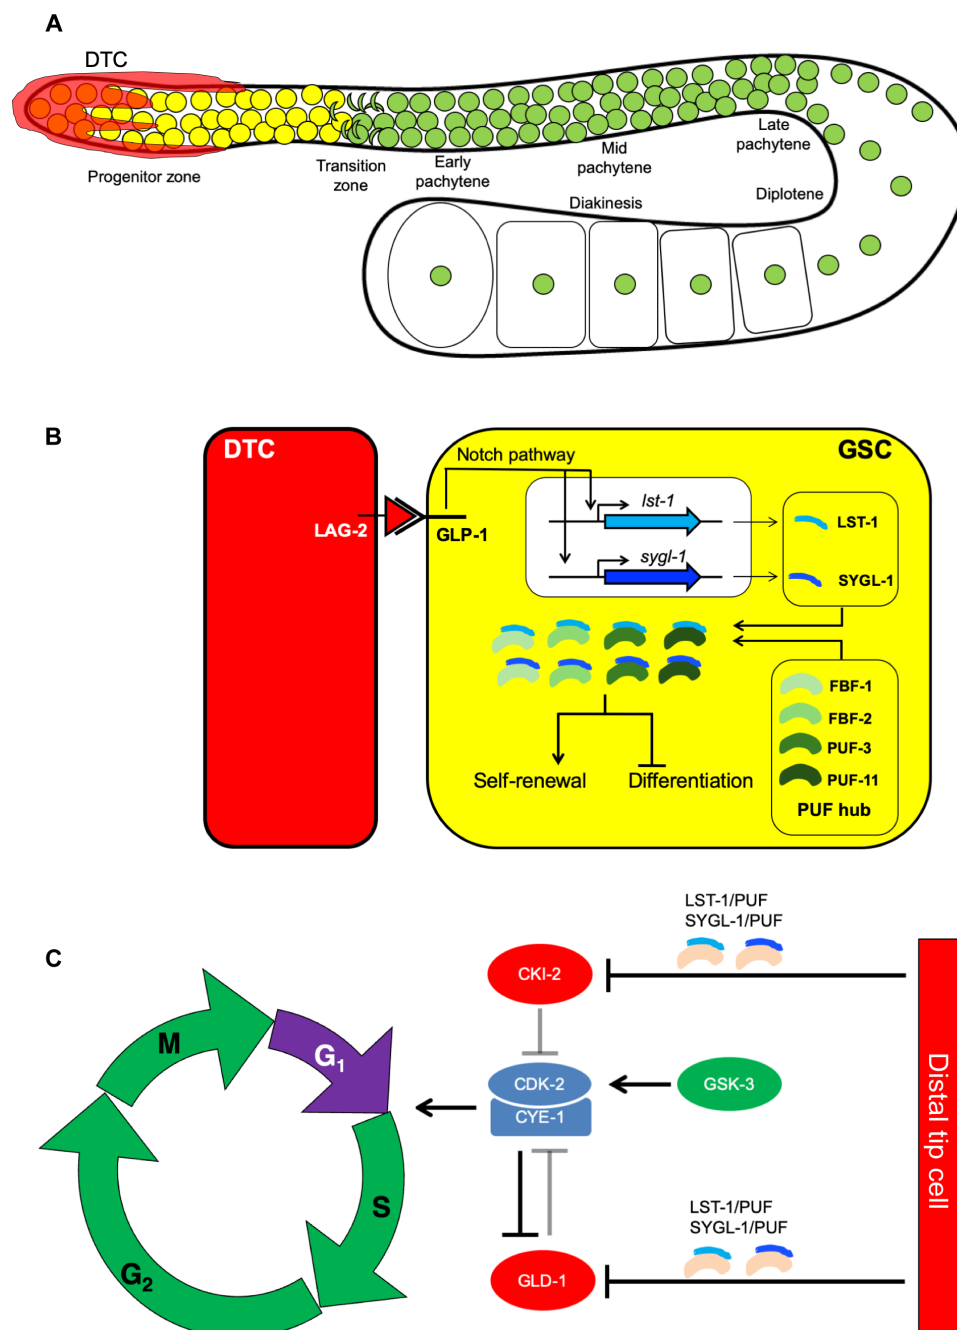 A
DTC
Progenitor zone
Transition
zone
Early
pachytene
Mid
pachytene
Late
pachytene
Diplotene
Diakinesis
B
DTC
LAG-2
GLP-1
Notch pathway
GSC
lst-1
sygl-1
LST-1
SYGL-1
FBF-1
FBF-2
PUF-3
PUF-11
PUF hub
Self-renewal
Differentiation
C
M
G1
S
G2
CKI-2
CDK-2
CYE-1
GSK-3
GLD-1
LST-1/PUF
SYGL-1/PUF
LST-1/PUF
SYGL-1/PUF
Distal tip cell